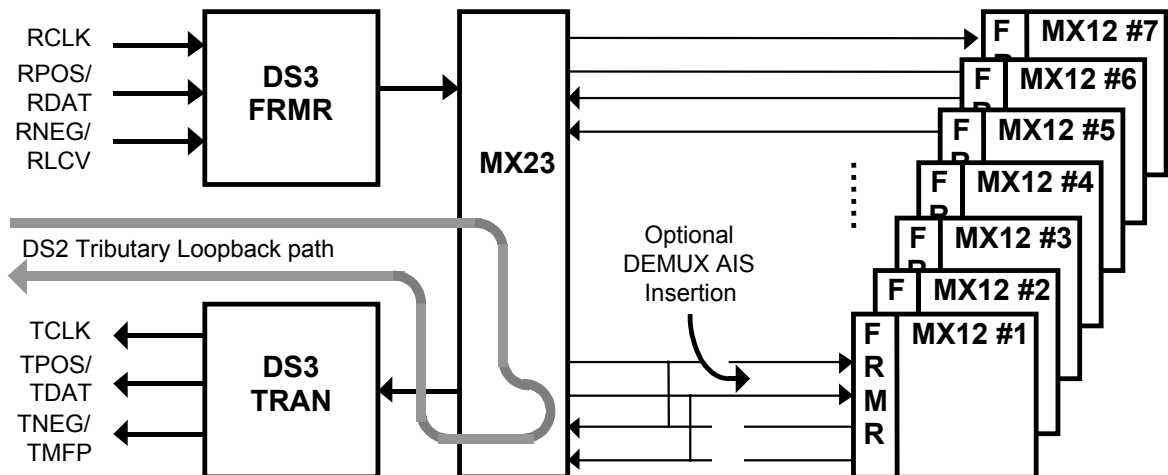 RCLK
RPOS/
RDAT
RNEG/
RLCV
DS3
FRMR
MX23
F
MX12 #7
MX12 #6
MX12 #5
F
MX12 #4
F
MX12 #3
F
MX12 #2
F
R
M
R
MX12 #1
DS2 Tributary Loopback path
Optional
DEMUX AIS
Insertion
TCLK
TPOS/
TDAT
TNEG/
TMFP
DS3
TRAN